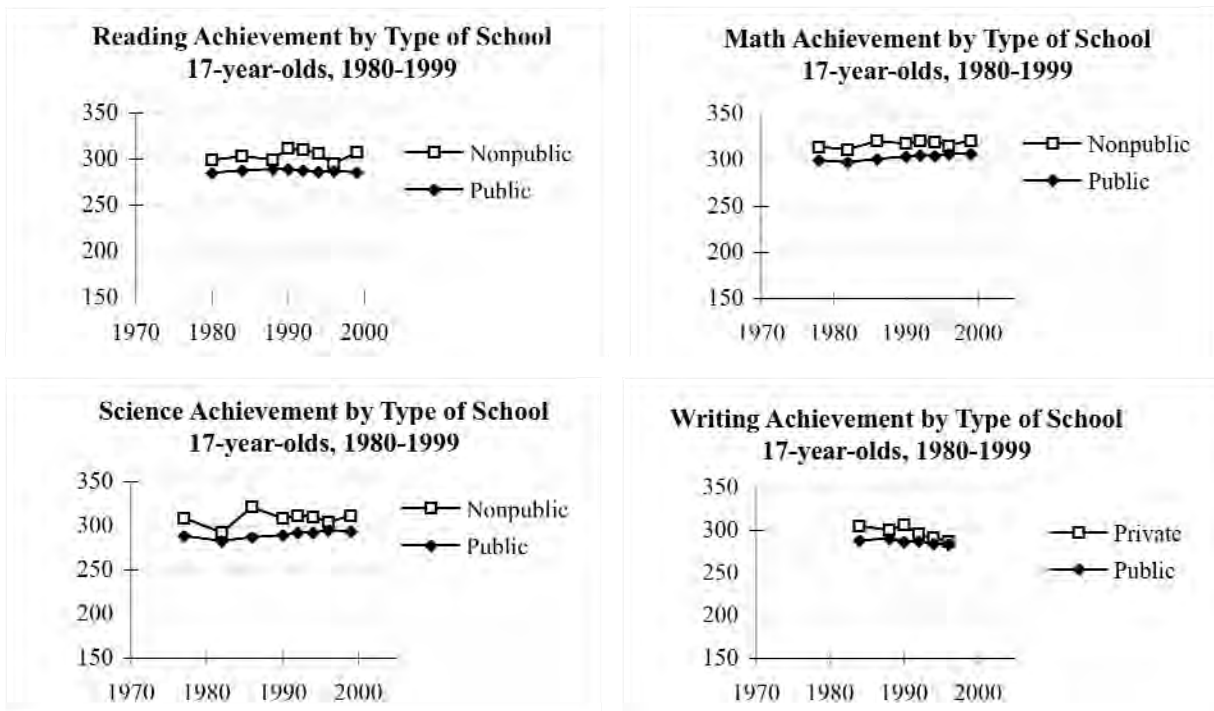 Reading Achievement by Type of School
17-year-olds, 1980-1999
350
300
250
200
150
1970 1980 1990 2000
Nonpublic
Public
Math Achievement by Type of School
17-year-olds, 1980-1999
350
300
250
200
150
1970 1980 1990 2000
Nonpublic
Public
Science Achievement by Type of School
17-year-olds, 1980-1999
350
300
250
200
150
1970 1980 1990 2000
Nonpublic
Public
Writing Achievement by Type of School
17-year-olds, 1980-1999
350
300
250
200
150
1970 1980 1990 2000
Private
Public